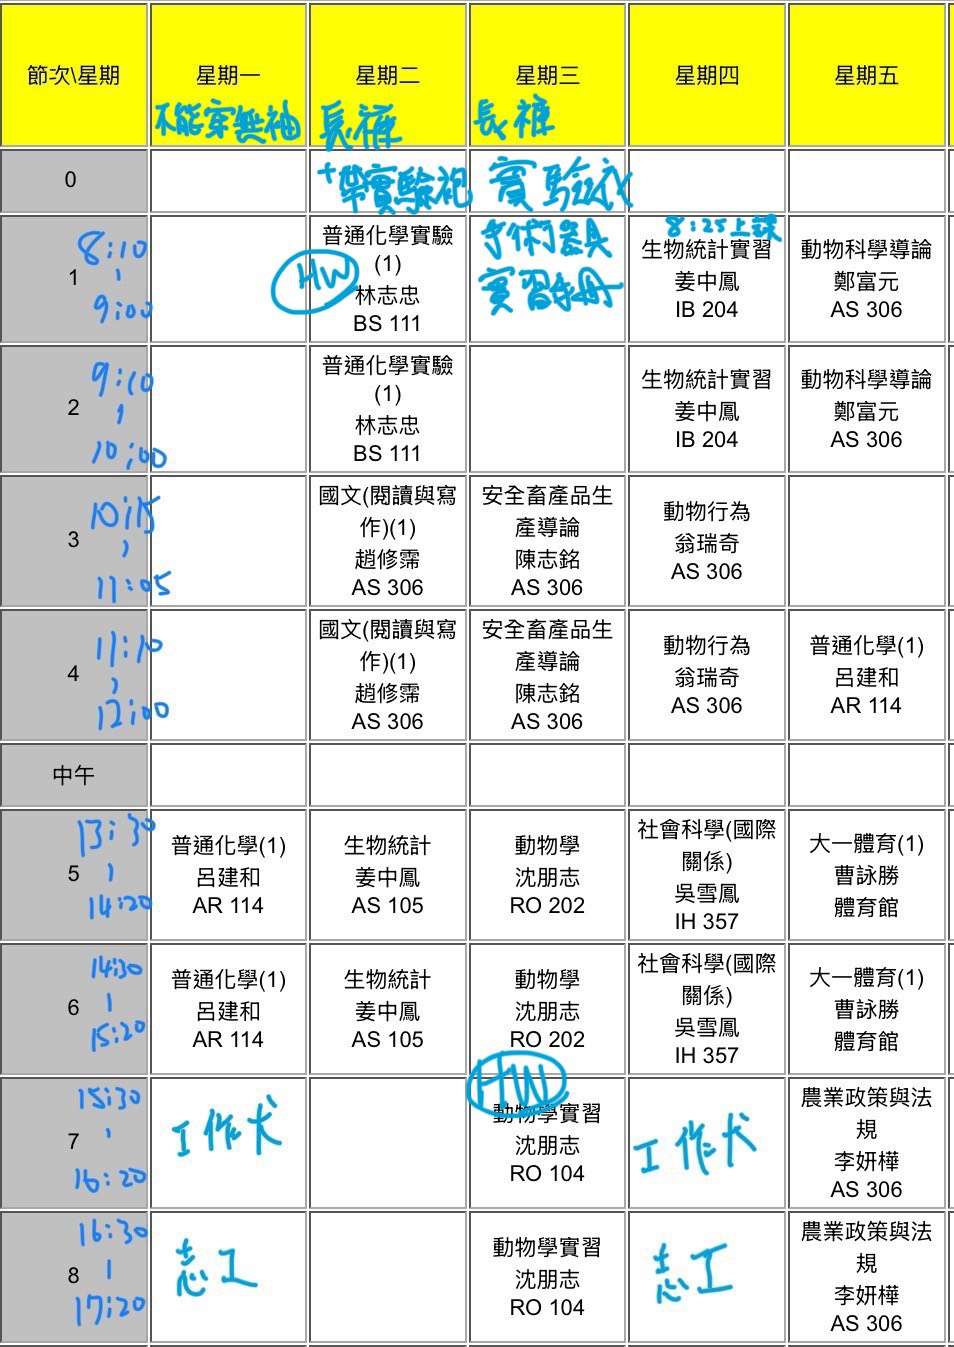 節次\星期 星期一 星期二 星期三 星期四 星期五
不能穿無袖 長褲 長褲
0 +帶實驗袍 實驗衣
手術器具
實習手冊
8:25上課
1
8:10
9:00
HW
普通化學實驗
(1)
林志忠
BS 111
生物統計實習
姜中鳳
IB 204
動物科學導論
鄭富元
AS 306
2
9:10
10:00
普通化學實驗
(1)
林志忠
BS 111
生物統計實習
姜中鳳
IB 204
動物科學導論
鄭富元
AS 306
3
10:15
11:05
國文(閱讀與寫
作)(1)
趙修霈
AS 306
安全畜產品生
產導論
陳志銘
AS 306
動物行為
翁瑞奇
AS 306
4
11:10
12:00
國文(閱讀與寫
作)(1)
趙修霈
AS 306
安全畜產品生
產導論
陳志銘
AS 306
動物行為
翁瑞奇
AS 306
普通化學(1)
呂建和
AR 114
中午
5
13:30
14:20
普通化學(1)
呂建和
AR 114
生物統計
姜中鳳
AS 105
動物學
沈朋志
RO 202
社會科學(國際
關係)
吳雪鳳
IH 357
大一體育(1)
曹詠勝
體育館
6
14:30
15:20
普通化學(1)
呂建和
AR 114
生物統計
姜中鳳
AS 105
動物學
沈朋志
RO 202
社會科學(國際
關係)
吳雪鳳
IH 357
大一體育(1)
曹詠勝
體育館
7
15:30
16:20
工作犬
HW
動物學實習
沈朋志
RO 104
工作犬
農業政策與法
規
李妍樺
AS 306
8
16:30
17:20
志工
動物學實習
沈朋志
RO 104
志工
農業政策與法
規
李妍樺
AS 306